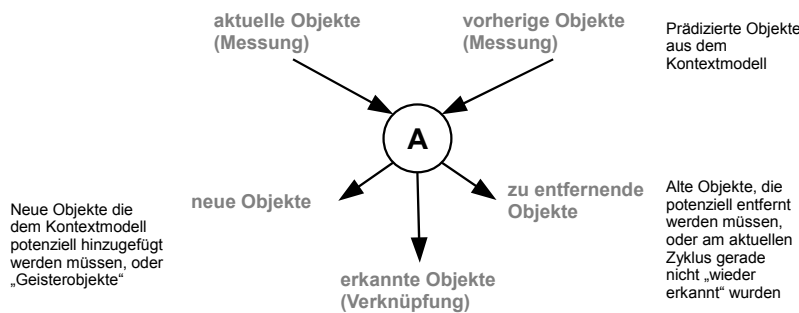 aktuelle Objekte
(Messung)
vorherige Objekte
(Messung)
Prädizierte Objekte
aus dem
Kontextmodell
A
neue Objekte
zu entfernende
Objekte
Neue Objekte die
dem Kontextmodell
potenziell hinzugefügt
werden müssen, oder
„Geisterobjekte“
Alte Objekte, die
potenziell entfernt
werden müssen,
oder am aktuellen
Zyklus gerade
nicht „wieder
erkannt“ wurden
erkannte Objekte
(Verknüpfung)